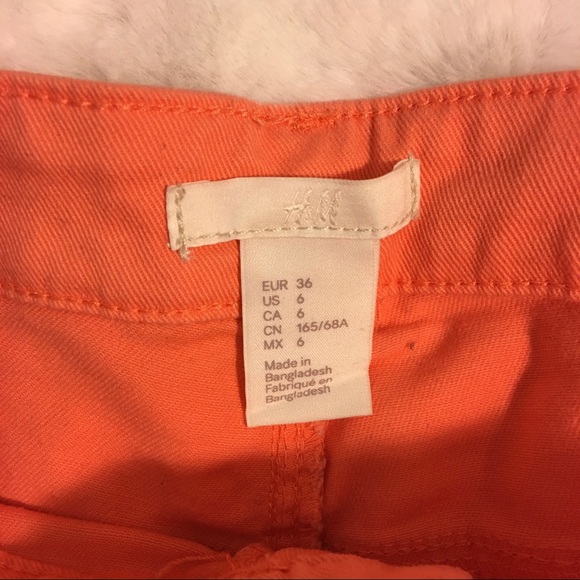 H&M
EUR 36
US 6
CA 6
CN 165/68A
MX 6
Made in
Bangladesh
Fabriqué en
Bangladesh